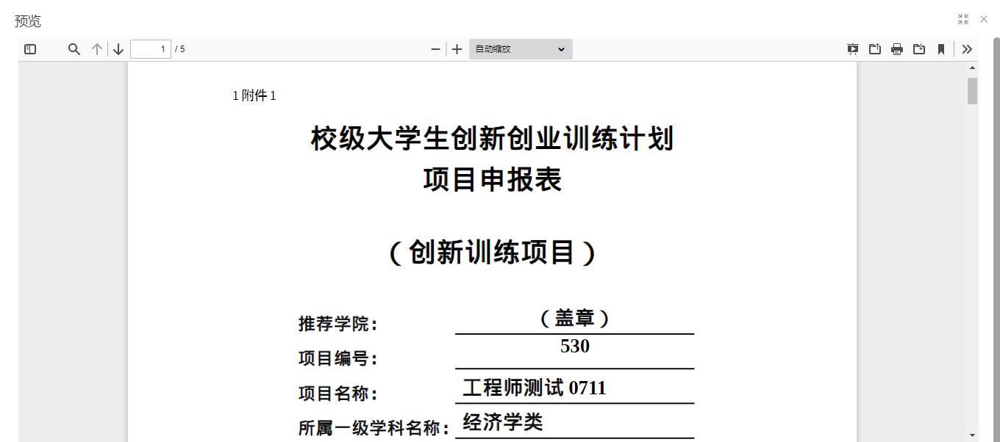 预览
1 / 5 自动缩放
1 附件 1
校级大学生创新创业训练计划
项目申报表
（创新训练项目）
推荐学院： （盖章）
项目编号： 530
项目名称： 工程师测试 0711
所属一级学科名称： 经济学类